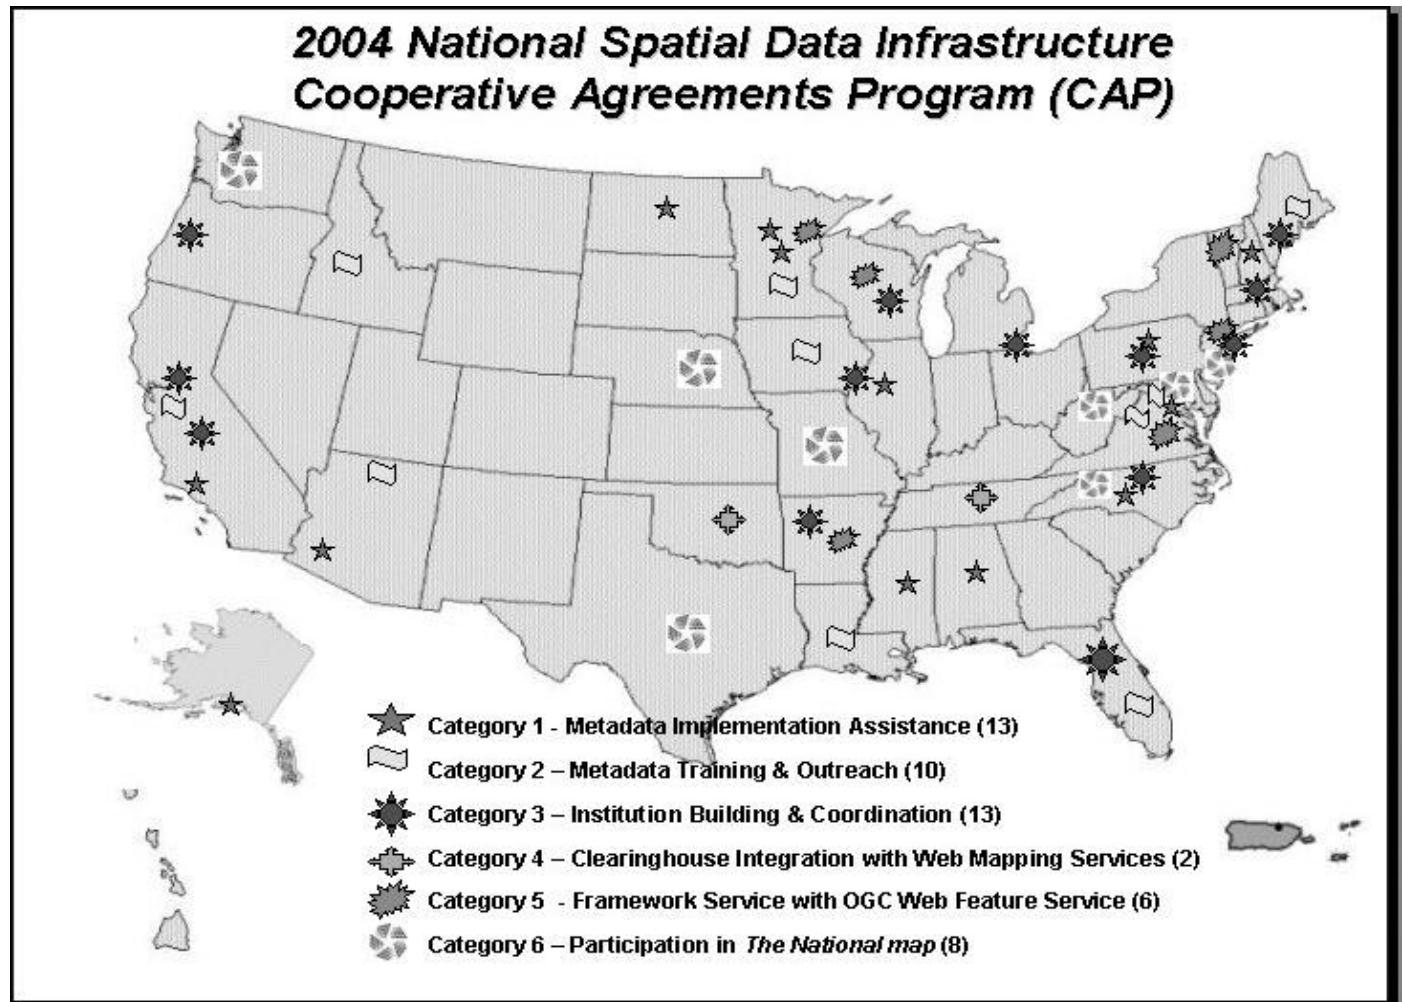 2004 National Spatial Data Infrastructure
Cooperative Agreements Program (CAP)
Category 1 - Metadata Implementation Assistance (13)
Category 2 – Metadata Training & Outreach (10)
Category 3 – Institution Building & Coordination (13)
Category 4 – Clearinghouse Integration with Web Mapping Services (2)
Category 5 - Framework Service with OGC Web Feature Service (6)
Category 6 – Participation in The National map (8)